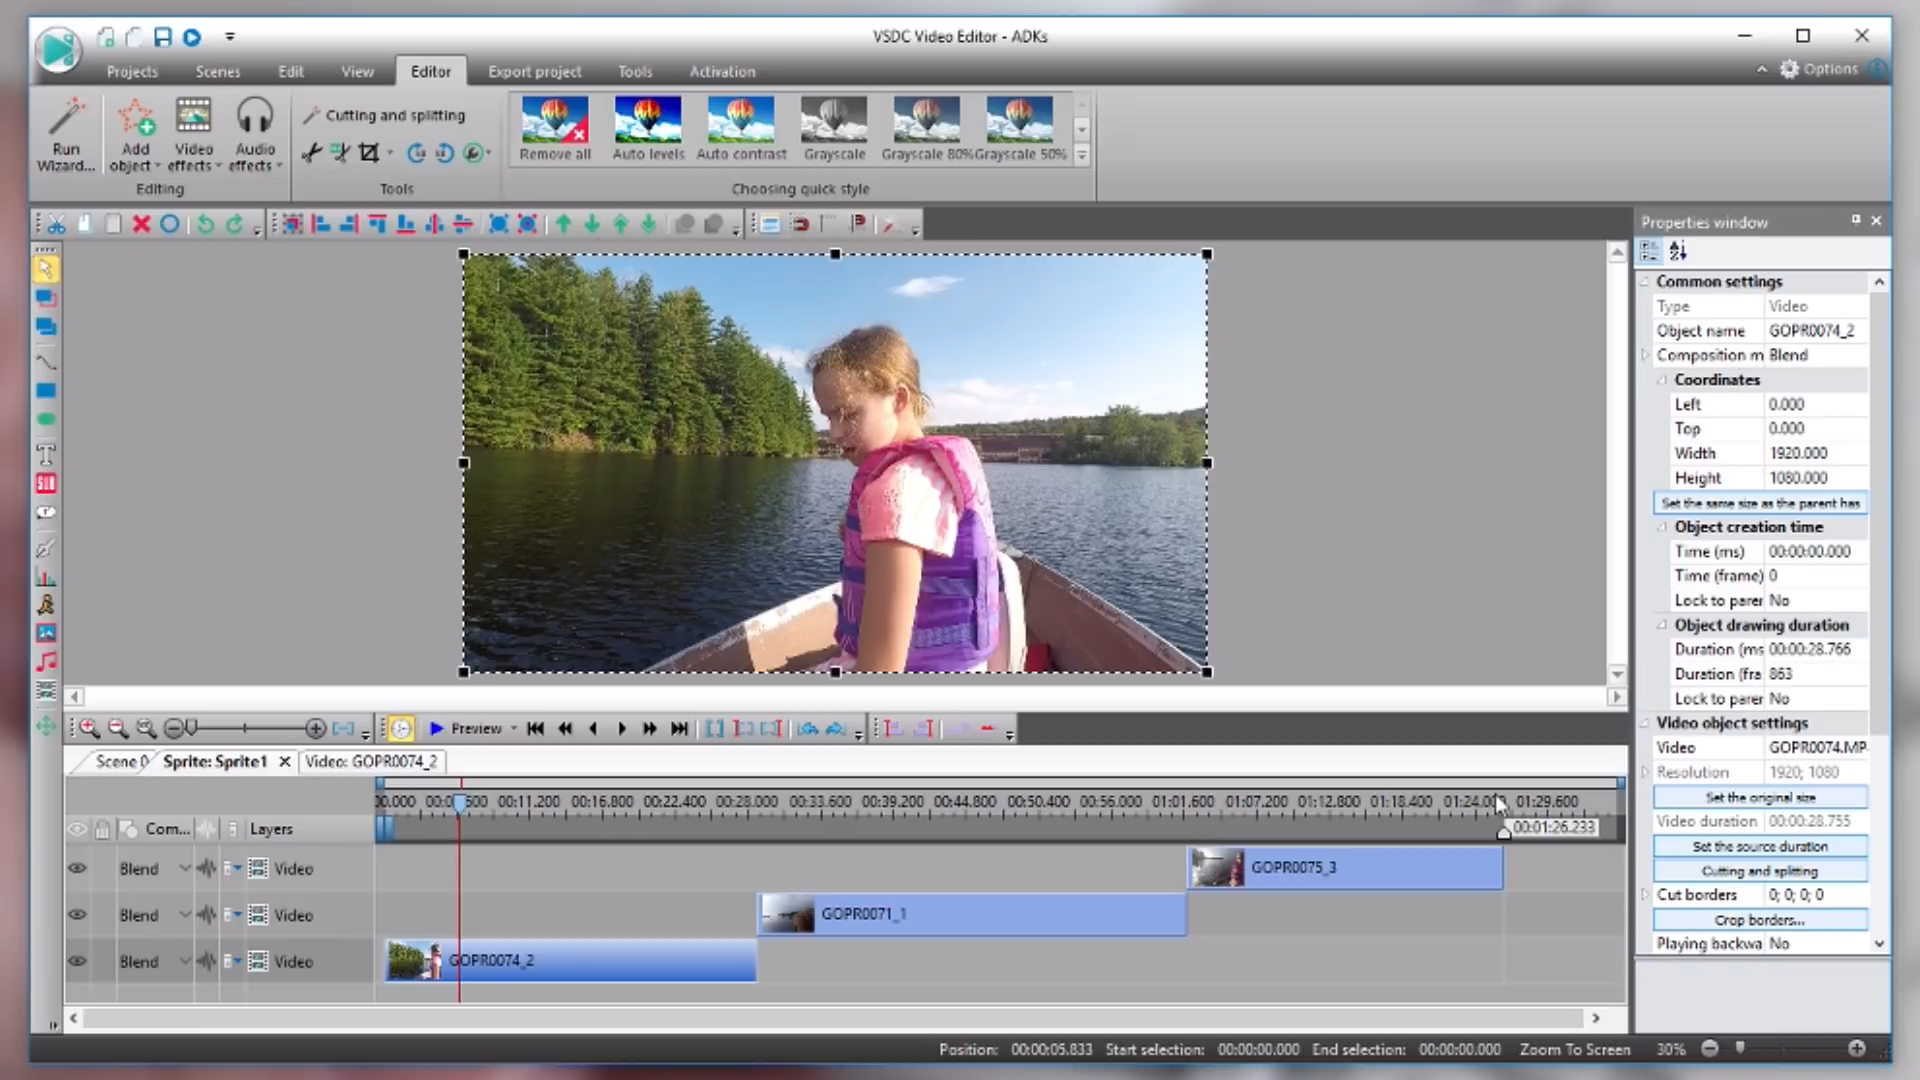 VSDC Video Editor - ADKs
Projects Scenes Edit View Editor Export project Tools Activation Options
Run Wizard... Add object Video effects Audio effects
Cutting and splitting
Remove all Auto levels Auto contrast Grayscale Grayscale 80% Grayscale 50%
Editing Tools Choosing quick style
Properties window
Common settings
Type Video
Object name GOPR0074_2
Composition m Blend
Coordinates
Left 0.000
Top 0.000
Width 1920.000
Height 1080.000
Set the same size as the parent has
Object creation time
Time (ms) 00:00:00.000
Time (frame) 0
Lock to parer No
Object drawing duration
Duration (ms 00:00:28.766
Duration (fra 863
Lock to parer No
Video object settings
Video GOPR0074.MP
Resolution 1920; 1080
Set the original size
Video duration 00:00:28.755
Set the source duration
Cutting and splitting
Cut borders 0; 0; 0; 0
Crop borders...
Playing backwa No
T
SUB
Preview
Scene 0 Sprite: Sprite1 Video: GOPR0074_2
00:11.200 00:16.800 00:22.400 00:28.000 00:33.600 00:39.200 00:44.800 00:50.400 00:56.000 01:01.600 01:07.200 01:12.800 01:18.400 01:29.600
00:01:26.233
Com... Layers
Blend Video GOPR0075_3
Blend Video GOPR0071_1
Blend Video GOPR0074_2
Position: 00:00:05.833 Start selection: 00:00:00.000 End selection: 00:00:00.000 Zoom To Screen 30%